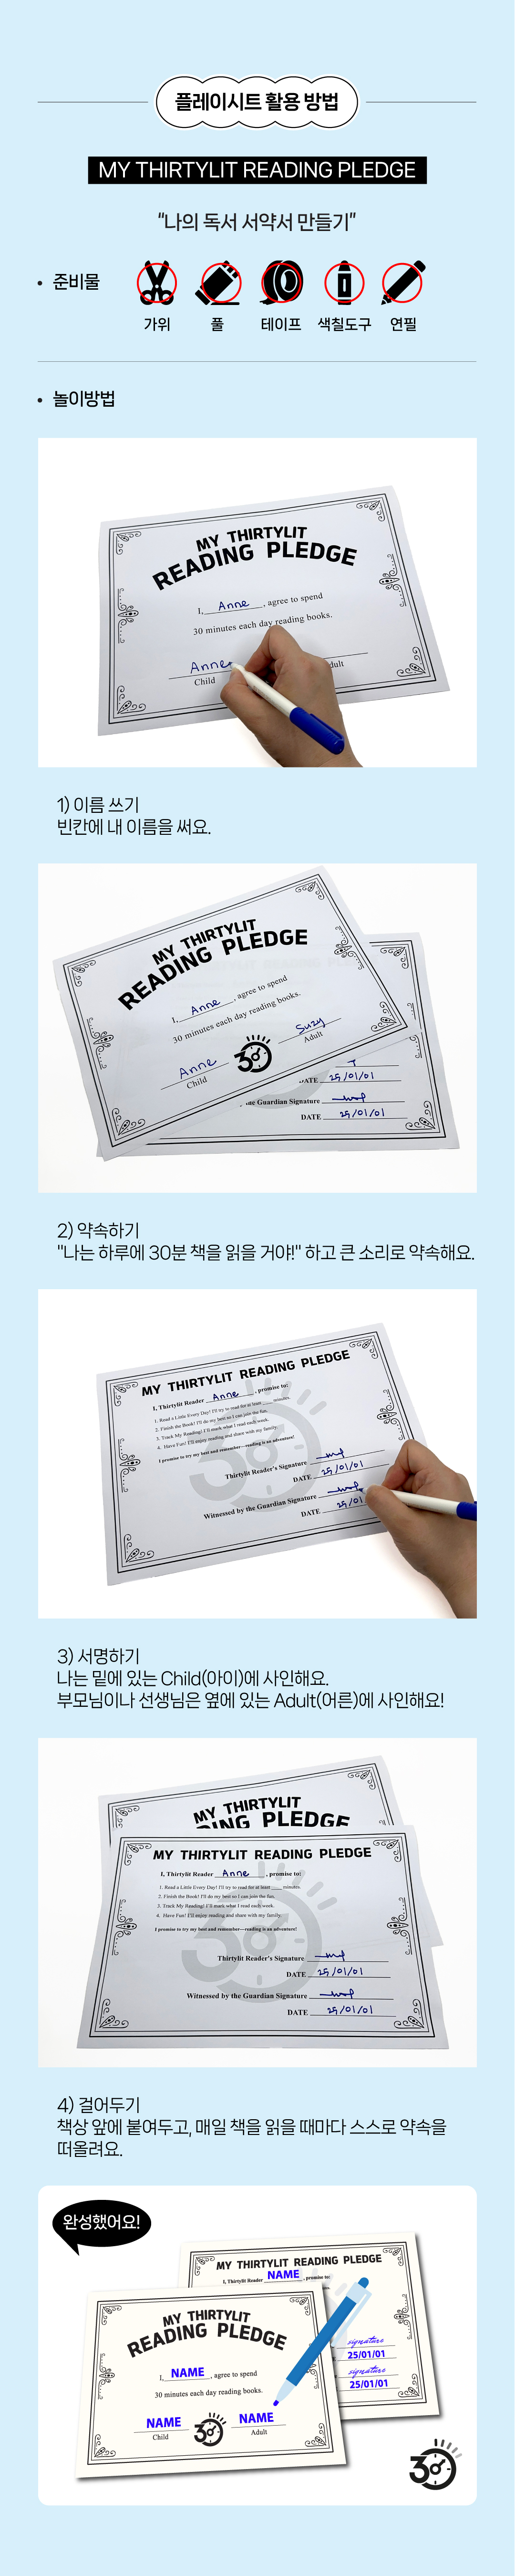 플레이시트 활용 방법
MY THIRTYLIT READING PLEDGE
"나의 독서 서약서 만들기"
• 준비물
가위 풀 테이프 색칠도구 연필
• 놀이방법
MY THIRTYLIT
READING PLEDGE
I, Anne, agree to spend
30 minutes each day reading books.
Anne
Child
dult
1) 이름 쓰기
빈칸에 내 이름을 써요.
MY THIRTYLIT
READING PLEDGE
I, Anne, agree to spend
30 minutes each day reading books.
Anne Suzy
Child 30 Adult
DATE 25/01/01
he Guardian Signature
DATE 25/01/01
2) 약속하기
"나는 하루에 30분 책을 읽을 거야!" 하고 큰 소리로 약속해요.
MY THIRTYLIT READING PLEDGE
I, Thirtylit Reader Anne, promise to:
1. Read a Little Every Day! I'll try to read for at least ___ minutes.
2. Finish the Book! I'll do my best so I can join the fun.
3. Track My Reading! I'll mark what I read each week.
4. Have Fun! I'll enjoy reading and share with my family.
I promise to try my best and remember—reading is an adventure!
Thirtylit Reader's Signature
DATE 25/01/01
Witnessed by the Guardian Signature
DATE 25/01
3) 서명하기
나는 밑에 있는 Child(아이)에 사인해요.
부모님이나 선생님은 옆에 있는 Adult(어른)에 사인해요!
MY THIRTYLIT
ING PLEDGE
MY THIRTYLIT READING PLEDGE
I, Thirtylit Reader Anne, promise to:
1. Read a Little Every Day! I'll try to read for at least ___ minutes.
2. Finish the Book! I'll do my best so I can join the fun.
3. Track My Reading! I'll mark what I read each week.
4. Have Fun! I'll enjoy reading and share with my family.
I promise to try my best and remember—reading is an adventure!
Thirtylit Reader's Signature
DATE 25/01/01
Witnessed by the Guardian Signature
DATE 25/01/01
4) 걸어두기
책상 앞에 붙여두고, 매일 책을 읽을 때마다 스스로 약속을
떠올려요.
완성했어요!
MY THIRTYLIT READING PLEDGE
I, Thirtylit Reader NAME, promise to:
signature
25/01/01
signature
25/01/01
MY THIRTYLIT
READING PLEDGE
I, NAME, agree to spend
30 minutes each day reading books.
NAME NAME
Child 30 Adult
30